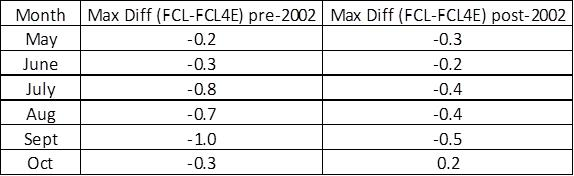 Month Max Diff (FCL-FCL4E) pre-2002 Max Diff (FCL-FCL4E) post-2002
May -0.2 -0.3
June -0.3 -0.2
July -0.8 -0.4
Aug -0.7 -0.4
Sept -1.0 -0.5
Oct -0.3 0.2